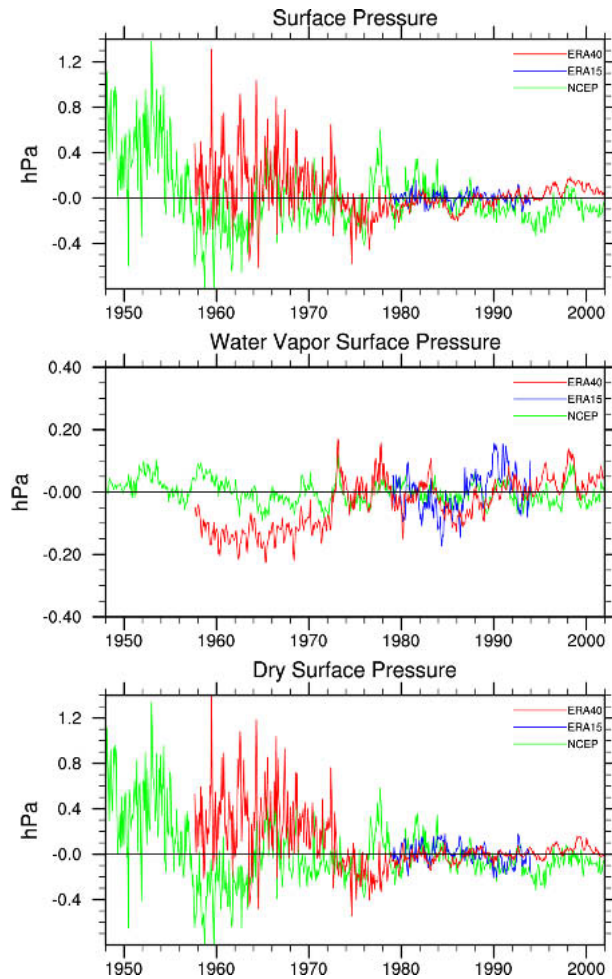 Surface Pressure
hPa
1.2
0.8
0.4
-0.0
-0.4
ERA40
ERA15
NCEP
1950 1960 1970 1980 1990 2000
Water Vapor Surface Pressure
hPa
0.40
0.20
-0.00
-0.20
-0.40
ERA40
ERA15
NCEP
1950 1960 1970 1980 1990 2000
Dry Surface Pressure
hPa
1.2
0.8
0.4
-0.0
-0.4
ERA40
ERA15
NCEP
1950 1960 1970 1980 1990 2000